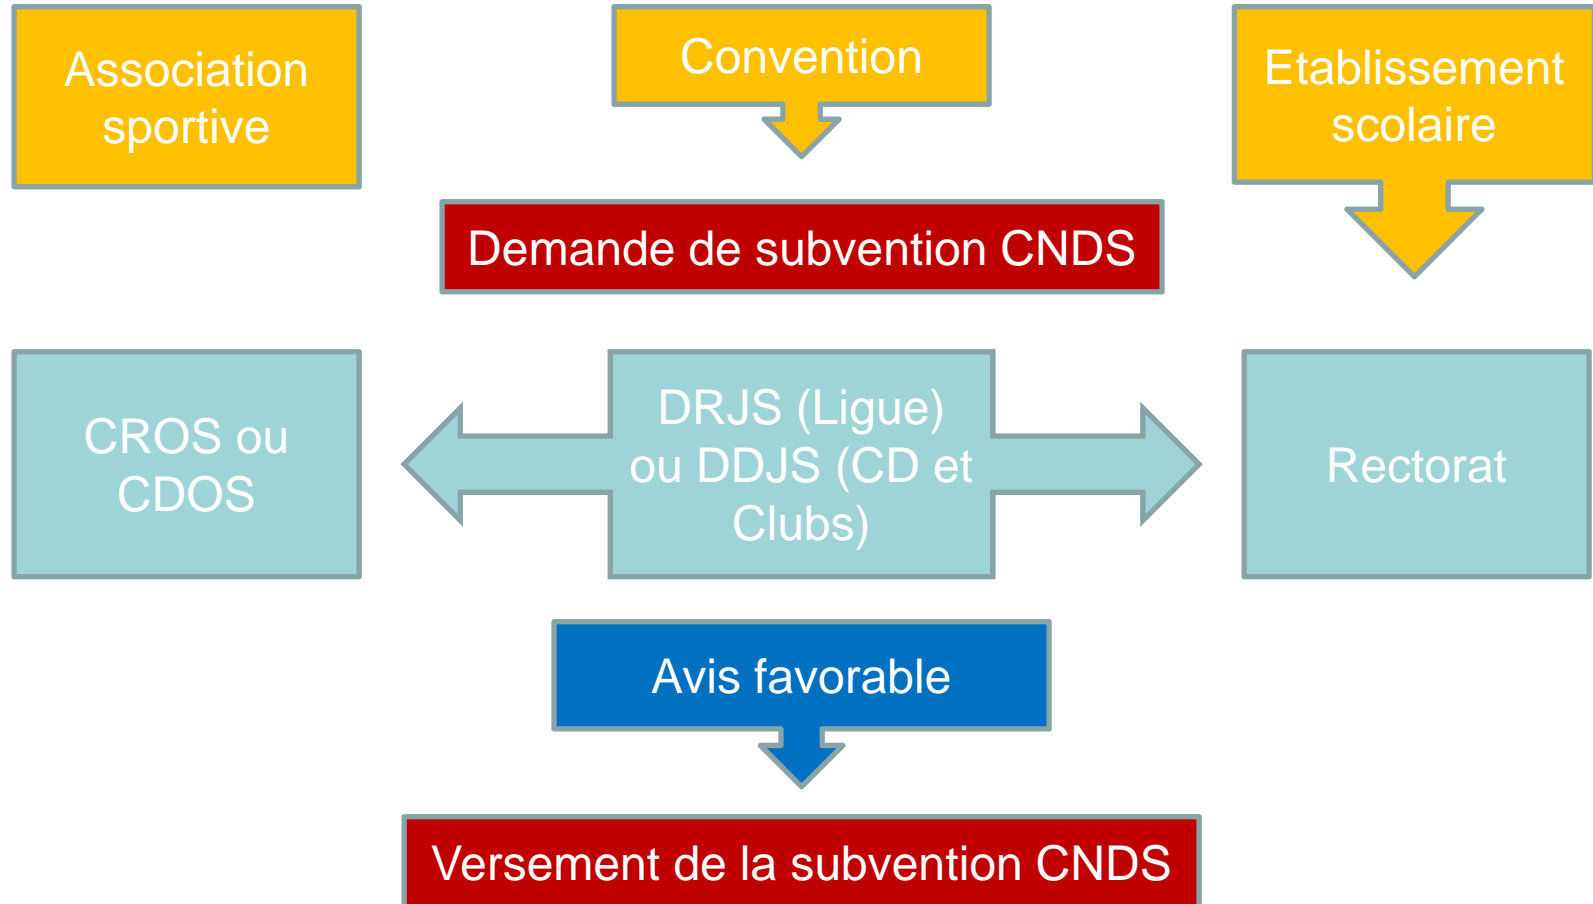 Association
sportive
Convention
Etablissement
scolaire
Demande de subvention CNDS
CROS ou
CDOS
DRJS (Ligue)
ou DDJS (CD et
Clubs)
Rectorat
Avis favorable
Versement de la subvention CNDS